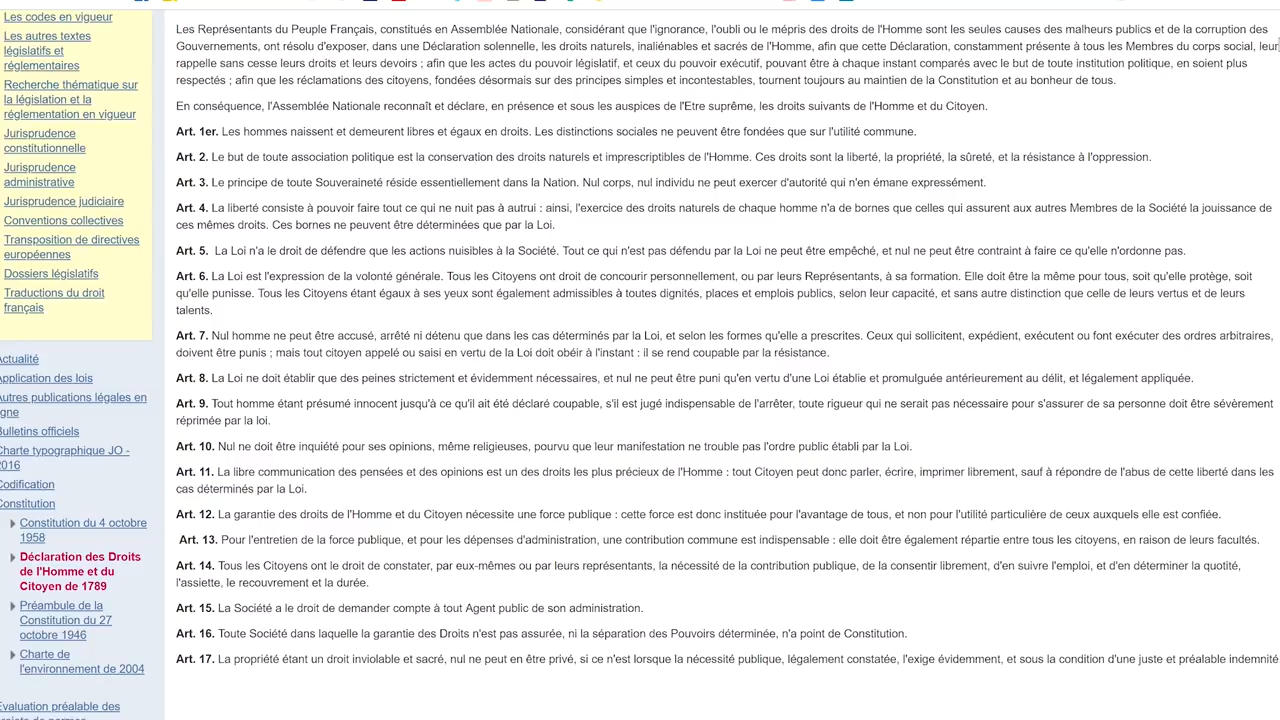 Les codes en vigueur
Les autres textes
législatifs et
réglementaires
Recherche thématique sur
la législation et la
réglementation en vigueur
Jurisprudence
constitutionnelle
Jurisprudence
administrative
Jurisprudence judiciaire
Conventions collectives
Transposition de directives
européennes
Dossiers législatifs
Traductions du droit
français
Actualité
Application des lois
Autres publications légales en
ligne
Bulletins officiels
Charte typographique JO -
2016
Codification
Constitution
Constitution du 4 octobre
1958
Déclaration des Droits
de l'Homme et du
Citoyen de 1789
Préambule de la
Constitution du 27
octobre 1946
Charte de
l'environnement de 2004
Evaluation préalable des
projets de normes
Les Représentants du Peuple Français, constitués en Assemblée Nationale, considérant que l'ignorance, l'oubli ou le mépris des droits de l'Homme sont les seules causes des malheurs publics et de la corruption des
Gouvernements, ont résolu d'exposer, dans une Déclaration solennelle, les droits naturels, inaliénables et sacrés de l'Homme, afin que cette Déclaration, constamment présente à tous les Membres du corps social, leur
rappelle sans cesse leurs droits et leurs devoirs ; afin que les actes du pouvoir législatif, et ceux du pouvoir exécutif, pouvant être à chaque instant comparés avec le but de toute institution politique, en soient plus
respectés ; afin que les réclamations des citoyens, fondées désormais sur des principes simples et incontestables, tournent toujours au maintien de la Constitution et au bonheur de tous.
En conséquence, l'Assemblée Nationale reconnaît et déclare, en présence et sous les auspices de l'Etre suprême, les droits suivants de l'Homme et du Citoyen.
Art. 1er. Les hommes naissent et demeurent libres et égaux en droits. Les distinctions sociales ne peuvent être fondées que sur l'utilité commune.
Art. 2. Le but de toute association politique est la conservation des droits naturels et imprescriptibles de l'Homme. Ces droits sont la liberté, la propriété, la sûreté, et la résistance à l'oppression.
Art. 3. Le principe de toute Souveraineté réside essentiellement dans la Nation. Nul corps, nul individu ne peut exercer d'autorité qui n'en émane expressément.
Art. 4. La liberté consiste à pouvoir faire tout ce qui ne nuit pas à autrui : ainsi, l'exercice des droits naturels de chaque homme n'a de bornes que celles qui assurent aux autres Membres de la Société la jouissance de
ces mêmes droits. Ces bornes ne peuvent être déterminées que par la Loi.
Art. 5. La Loi n'a le droit de défendre que les actions nuisibles à la Société. Tout ce qui n'est pas défendu par la Loi ne peut être empêché, et nul ne peut être contraint à faire ce qu'elle n'ordonne pas.
Art. 6. La Loi est l'expression de la volonté générale. Tous les Citoyens ont droit de concourir personnellement, ou par leurs Représentants, à sa formation. Elle doit être la même pour tous, soit qu'elle protège, soit
qu'elle punisse. Tous les Citoyens étant égaux à ses yeux sont également admissibles à toutes dignités, places et emplois publics, selon leur capacité, et sans autre distinction que celle de leurs vertus et de leurs
talents.
Art. 7. Nul homme ne peut être accusé, arrêté ni détenu que dans les cas déterminés par la Loi, et selon les formes qu'elle a prescrites. Ceux qui sollicitent, expédient, exécutent ou font exécuter des ordres arbitraires,
doivent être punis ; mais tout citoyen appelé ou saisi en vertu de la Loi doit obéir à l'instant : il se rend coupable par la résistance.
Art. 8. La Loi ne doit établir que des peines strictement et évidemment nécessaires, et nul ne peut être puni qu'en vertu d'une Loi établie et promulguée antérieurement au délit, et légalement appliquée.
Art. 9. Tout homme étant présumé innocent jusqu'à ce qu'il ait été déclaré coupable, s'il est jugé indispensable de l'arrêter, toute rigueur qui ne serait pas nécessaire pour s'assurer de sa personne doit être sévèrement
réprimée par la loi.
Art. 10. Nul ne doit être inquiété pour ses opinions, même religieuses, pourvu que leur manifestation ne trouble pas l'ordre public établi par la Loi.
Art. 11. La libre communication des pensées et des opinions est un des droits les plus précieux de l'Homme : tout Citoyen peut donc parler, écrire, imprimer librement, sauf à répondre de l'abus de cette liberté dans les
cas déterminés par la Loi.
Art. 12. La garantie des droits de l'Homme et du Citoyen nécessite une force publique : cette force est donc instituée pour l'avantage de tous, et non pour l'utilité particulière de ceux auxquels elle est confiée.
Art. 13. Pour l'entretien de la force publique, et pour les dépenses d'administration, une contribution commune est indispensable : elle doit être également répartie entre tous les citoyens, en raison de leurs facultés.
Art. 14. Tous les Citoyens ont le droit de constater, par eux-mêmes ou par leurs représentants, la nécessité de la contribution publique, de la consentir librement, d'en suivre l'emploi, et d'en déterminer la quotité,
l'assiette, le recouvrement et la durée.
Art. 15. La Société a le droit de demander compte à tout Agent public de son administration.
Art. 16. Toute Société dans laquelle la garantie des Droits n'est pas assurée, ni la séparation des Pouvoirs déterminée, n'a point de Constitution.
Art. 17. La propriété étant un droit inviolable et sacré, nul ne peut en être privé, si ce n'est lorsque la nécessité publique, légalement constatée, l'exige évidemment, et sous la condition d'une juste et préalable indemnité